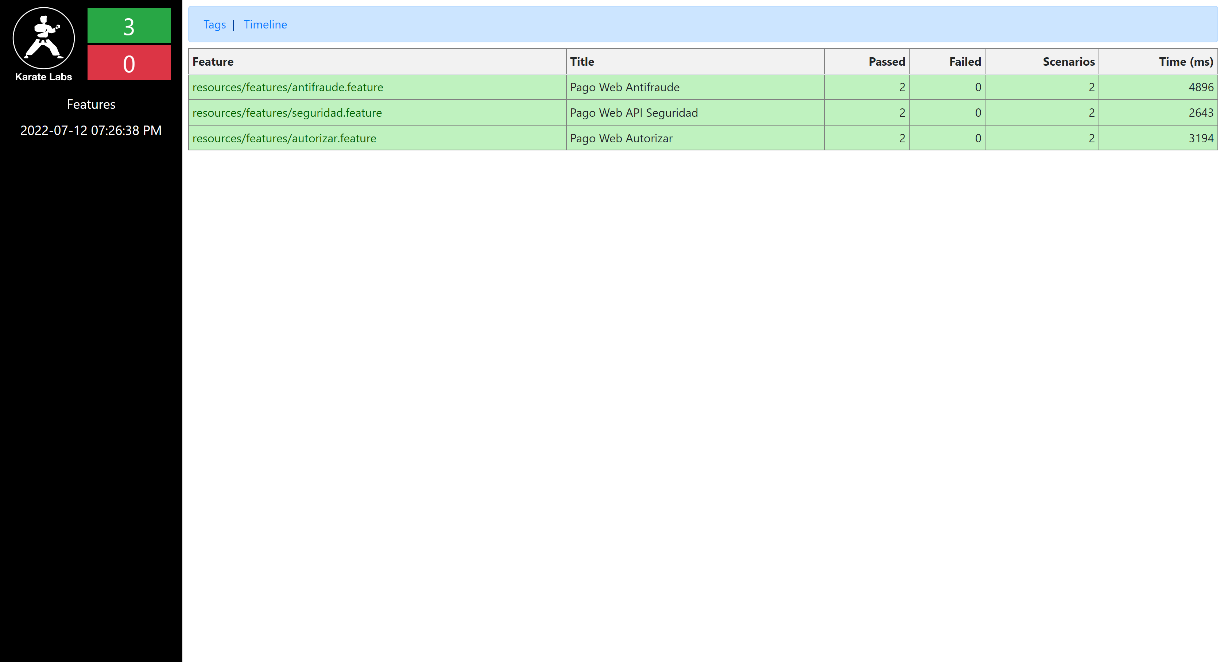 3
0
Karate Labs
Features
2022-07-12 07:26:38 PM
Tags | Timeline
Feature Title Passed Failed Scenarios Time (ms)
resources/features/antifraude.feature Pago Web Antifraude 2 0 2 4896
resources/features/seguridad.feature Pago Web API Seguridad 2 0 2 2643
resources/features/autorizar.feature Pago Web Autorizar 2 0 2 3194